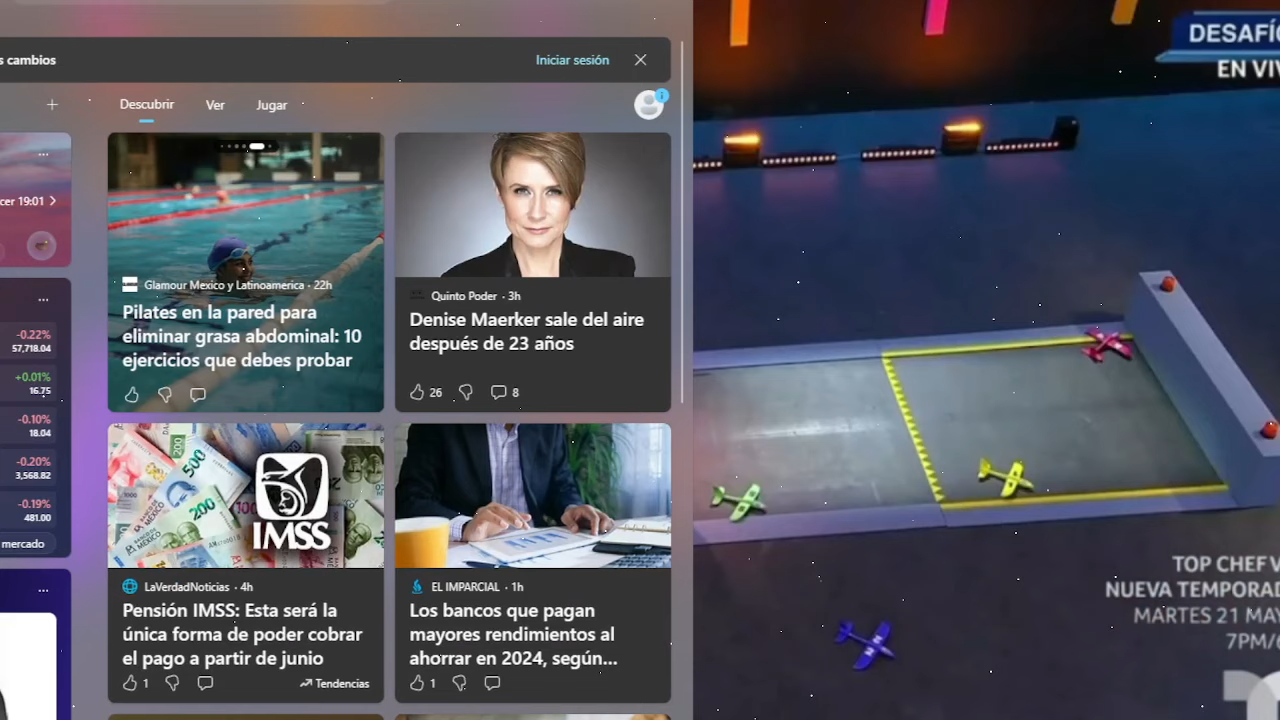 s cambios
Iniciar sesión
Descubrir
Ver
Jugar
cer 19:01
-0.22%
57,718.04
+0.01%
16.75
-0.10%
18.04
-0.20%
3,568.82
-0.19%
481.00
mercado
Glamour Mexico y Latinoamerica · 22h
Pilates en la pared para
eliminar grasa abdominal: 10
ejercicios que debes probar
Quinto Poder · 3h
Denise Maerker sale del aire
después de 23 años
26
8
500
200
IMSS
LaVerdadNoticias · 4h
Pensión IMSS: Esta será la
única forma de poder cobrar
el pago a partir de junio
1
Tendencias
EL IMPARCIAL · 1h
Los bancos que pagan
mayores rendimientos al
ahorrar en 2024, según...
1
DESAFÍO
EN VIV
TOP CHEF V
NUEVA TEMPORAD
MARTES 21 MAY
7PM/6